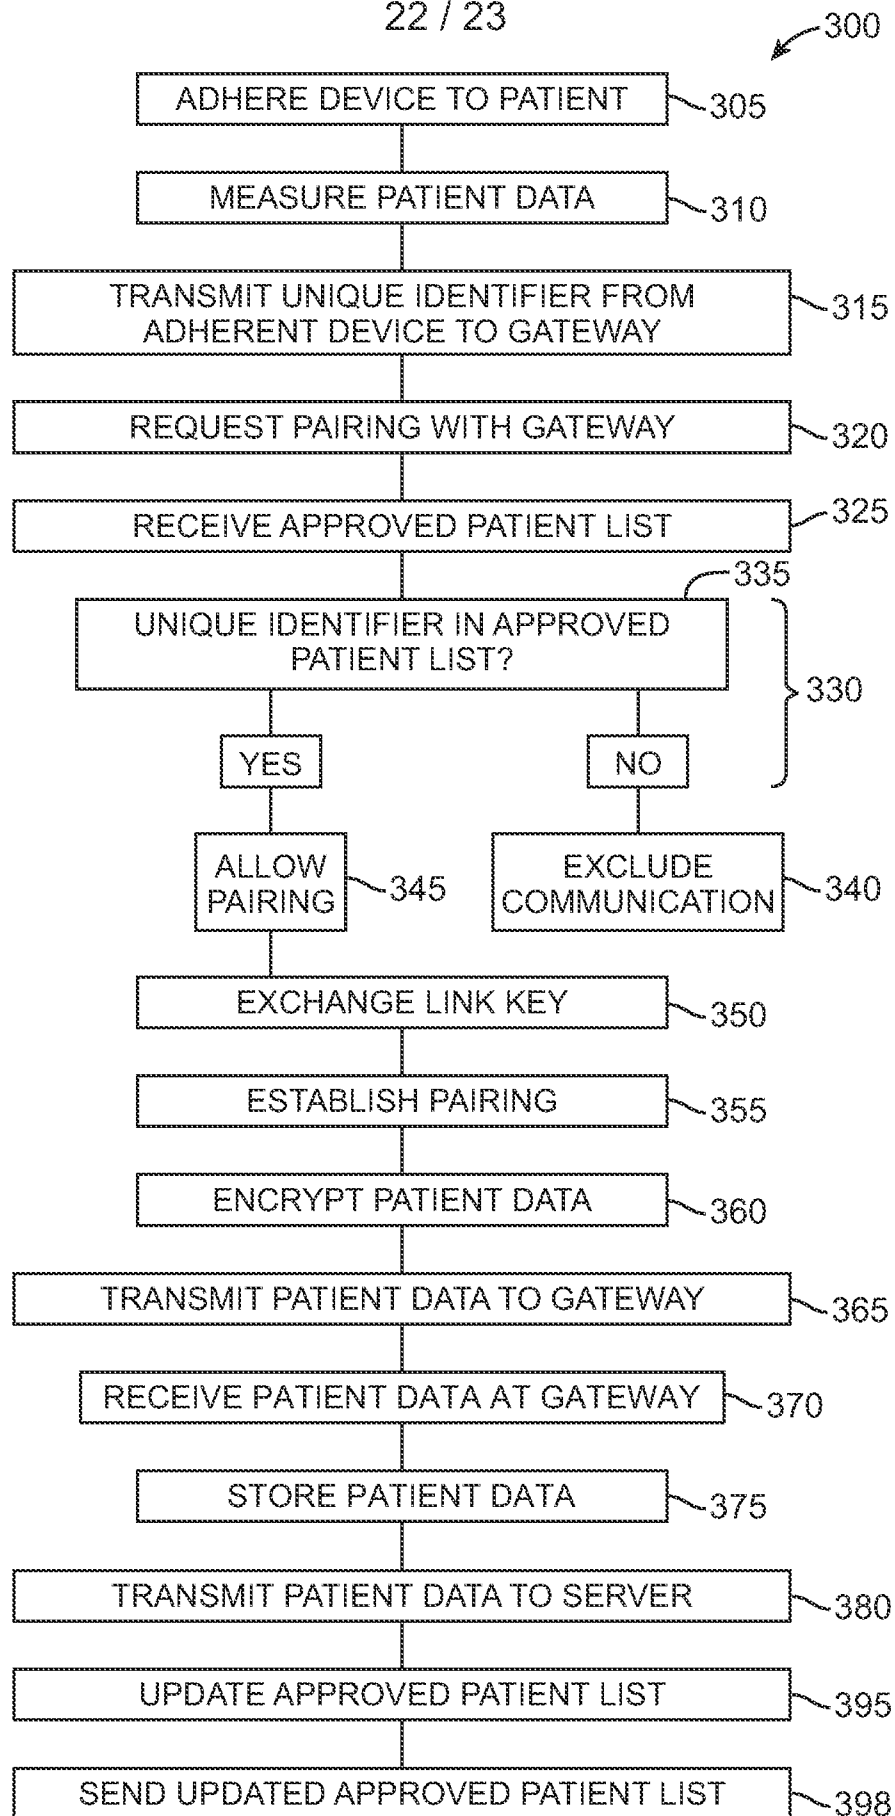 22 / 23
300
ADHERE DEVICE TO PATIENT
305
MEASURE PATIENT DATA
310
TRANSMIT UNIQUE IDENTIFIER FROM
ADHERENT DEVICE TO GATEWAY
315
REQUEST PAIRING WITH GATEWAY
320
RECEIVE APPROVED PATIENT LIST
325
335
UNIQUE IDENTIFIER IN APPROVED
PATIENT LIST?
330
YES
NO
ALLOW
PAIRING
345
EXCLUDE
COMMUNICATION
340
EXCHANGE LINK KEY
350
ESTABLISH PAIRING
355
ENCRYPT PATIENT DATA
360
TRANSMIT PATIENT DATA TO GATEWAY
365
RECEIVE PATIENT DATA AT GATEWAY
370
STORE PATIENT DATA
375
TRANSMIT PATIENT DATA TO SERVER
380
UPDATE APPROVED PATIENT LIST
395
SEND UPDATED APPROVED PATIENT LIST
398